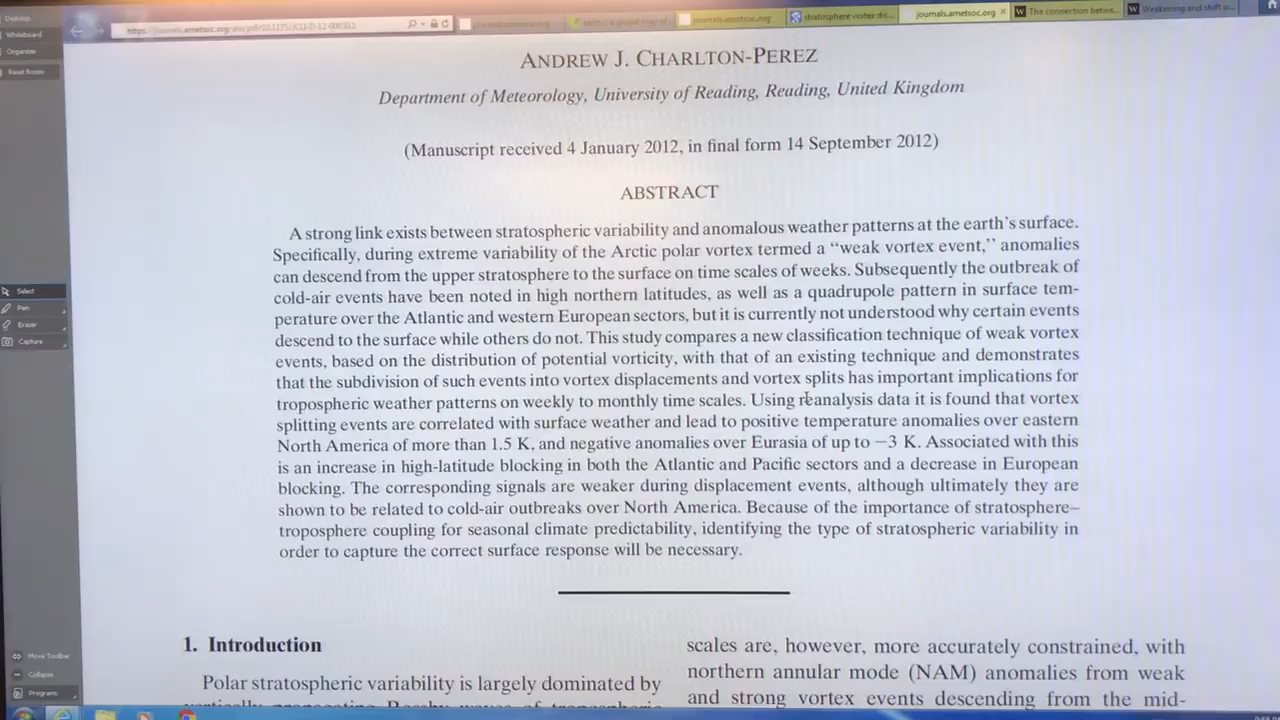 Desktop
Whiteboard
Organiser
Reset Room
journals.ametsoc.org
stratosphere vortex dis...
journals.ametsoc.org
The connection betwe...
Weakening and shift o...
ANDREW J. CHARLTON-PEREZ
Department of Meteorology, University of Reading, Reading, United Kingdom
(Manuscript received 4 January 2012, in final form 14 September 2012)
ABSTRACT
A strong link exists between stratospheric variability and anomalous weather patterns at the earth's surface.
Specifically, during extreme variability of the Arctic polar vortex termed a “weak vortex event,” anomalies
can descend from the upper stratosphere to the surface on time scales of weeks. Subsequently the outbreak of
cold-air events have been noted in high northern latitudes, as well as a quadrupole pattern in surface tem-
perature over the Atlantic and western European sectors, but it is currently not understood why certain events
descend to the surface while others do not. This study compares a new classification technique of weak vortex
events, based on the distribution of potential vorticity, with that of an existing technique and demonstrates
that the subdivision of such events into vortex displacements and vortex splits has important implications for
tropospheric weather patterns on weekly to monthly time scales. Using reanalysis data it is found that vortex
splitting events are correlated with surface weather and lead to positive temperature anomalies over eastern
North America of more than 1.5 K, and negative anomalies over Eurasia of up to −3 K. Associated with this
is an increase in high-latitude blocking in both the Atlantic and Pacific sectors and a decrease in European
blocking. The corresponding signals are weaker during displacement events, although ultimately they are
shown to be related to cold-air outbreaks over North America. Because of the importance of stratosphere–
troposphere coupling for seasonal climate predictability, identifying the type of stratospheric variability in
order to capture the correct surface response will be necessary.
1. Introduction
Polar stratospheric variability is largely dominated by
scales are, however, more accurately constrained, with
northern annular mode (NAM) anomalies from weak
and strong vortex events descending from the mid-
Select
Pen
Eraser
Capture
Move Toolbar
Collapse
Programs